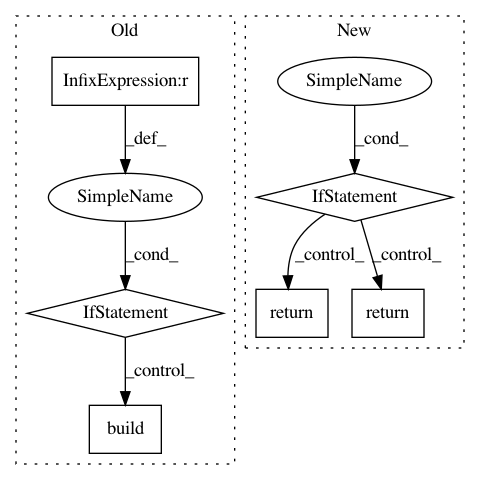 Old
InfixExpression:r
_def_
SimpleName
_cond_
IfStatement
_control_
build
New
SimpleName
_cond_
IfStatement
_control_ _control_
return return